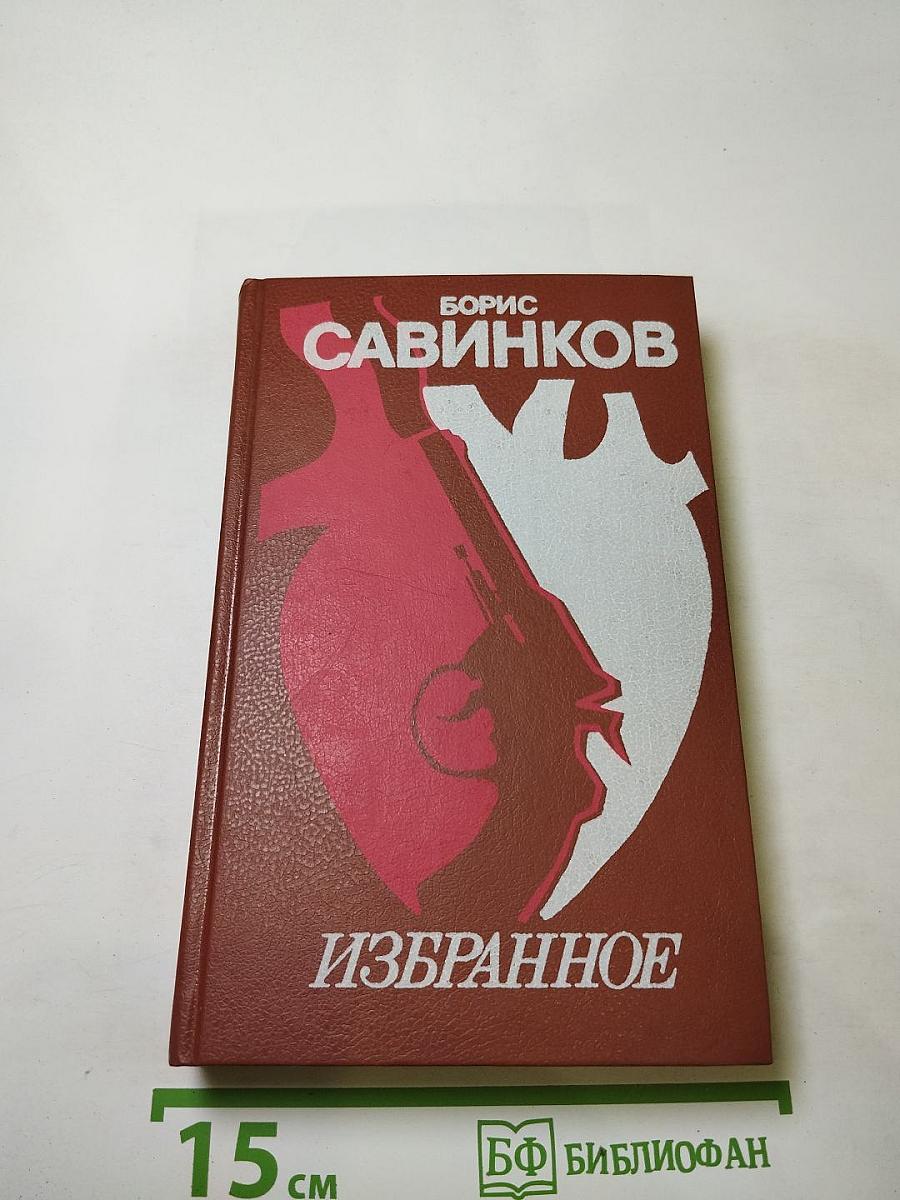 БОРИС
САВИНКОВ
ИЗБРАННОЕ
15 см
БФ БИБЛИОФАН